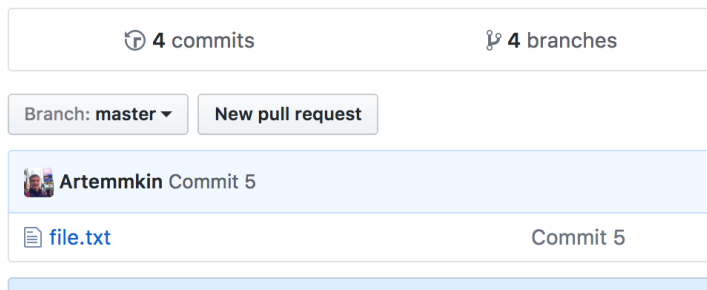 4 commits 4 branches
Branch: master New pull request
Artemmkin Commit 5
file.txt Commit 5